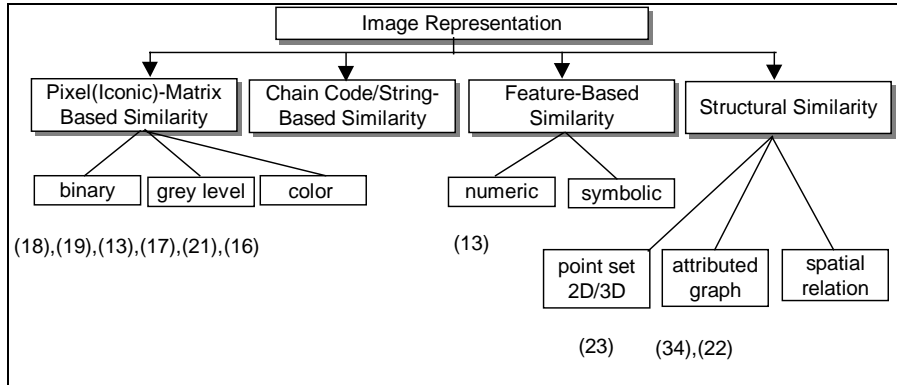 Image Representation
Pixel(Iconic)-Matrix
Based Similarity
Chain Code/String-
Based Similarity
Feature-Based
Similarity
Structural Similarity
binary
grey level
color
numeric
symbolic
(18),(19),(13),(17),(21),(16)
(13)
point set
2D/3D
attributed
graph
spatial
relation
(23)
(34),(22)